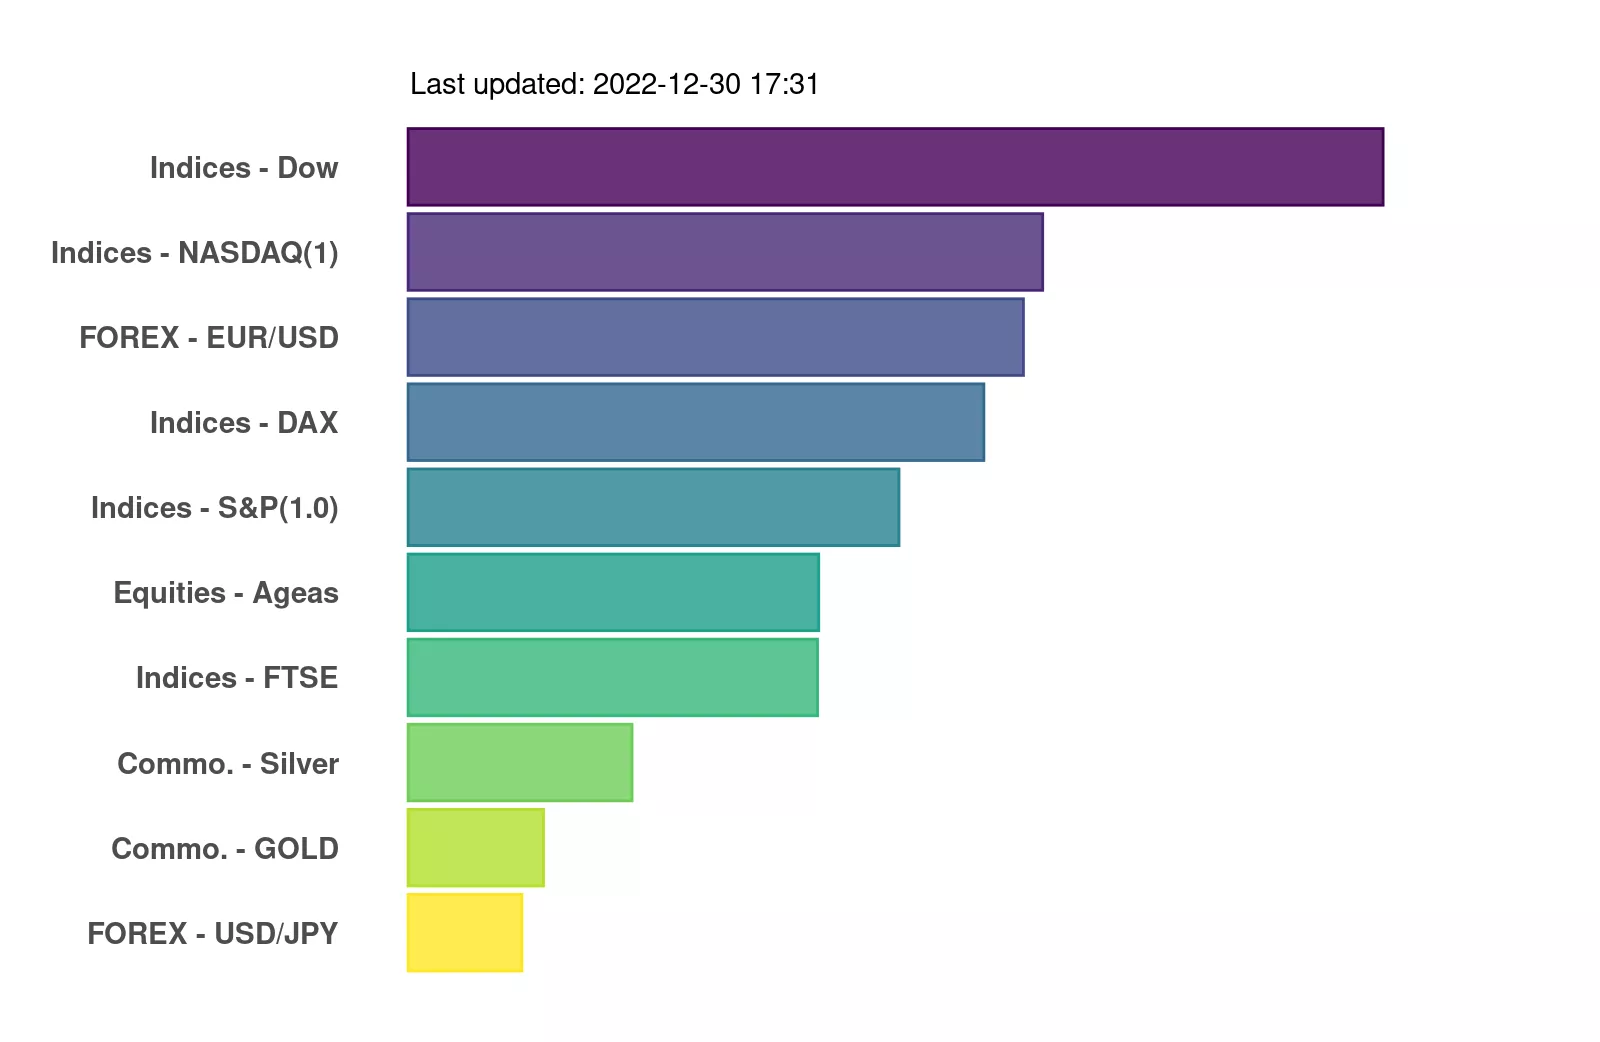 Last updated: 2022-12-30 17:31
Indices - Dow
Indices - NASDAQ(1)
FOREX - EUR/USD
Indices - DAX
Indices - S&P(1.0)
Equities - Ageas
Indices - FTSE
Commo. - Silver
Commo. - GOLD
FOREX - USD/JPY